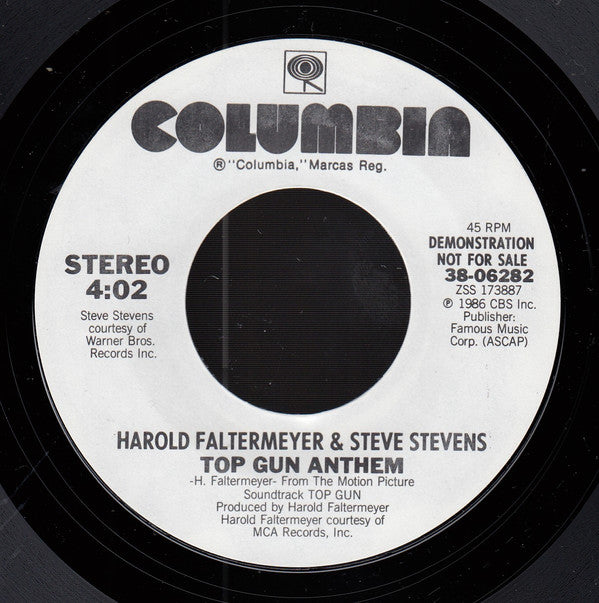 COLUMBIA
®"Columbia," Marcas Reg.
STEREO
4:02
Steve Stevens
courtesy of
Warner Bros.
Records Inc.
45 RPM
DEMONSTRATION
NOT FOR SALE
38-06282
ZSS 173887
℗ 1986 CBS Inc.
Publisher:
Famous Music
Corp. (ASCAP)
HAROLD FALTERMEYER & STEVE STEVENS
TOP GUN ANTHEM
-H. Faltermeyer- From The Motion Picture
Soundtrack TOP GUN
Produced by Harold Faltermeyer
Harold Faltermeyer courtesy of
MCA Records, Inc.